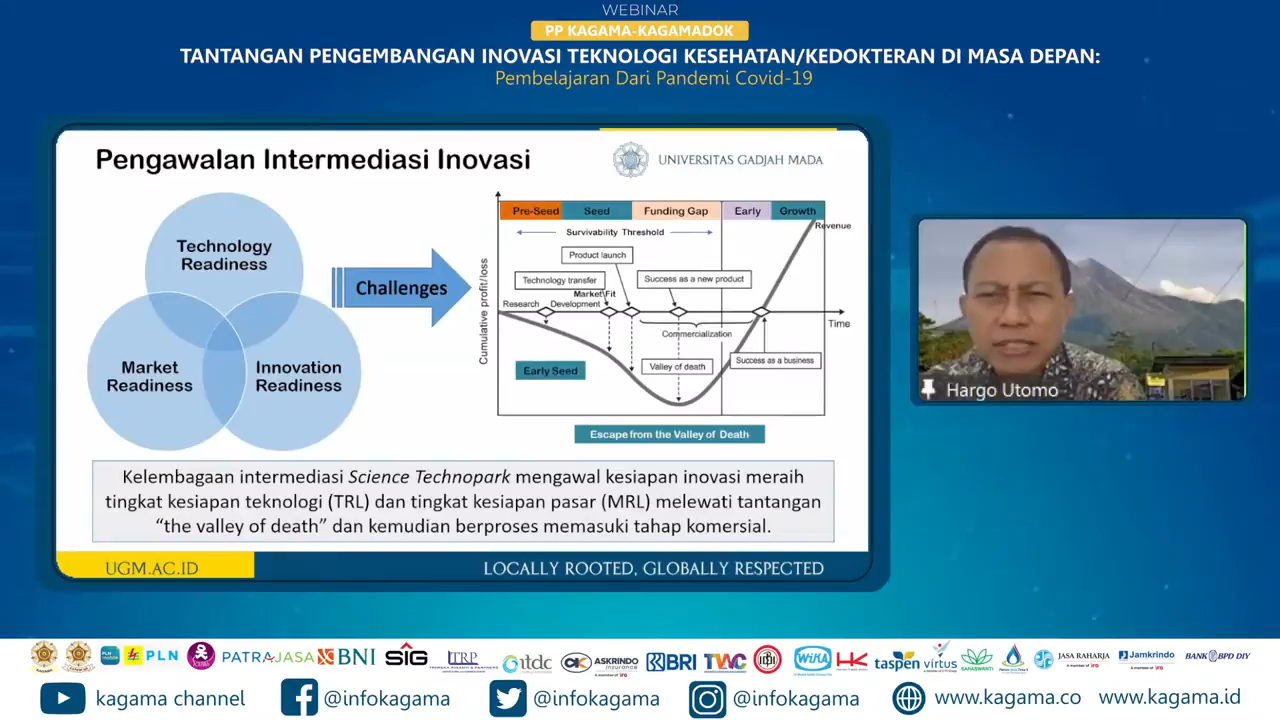 WEBINAR
PP KAGAMA-KAGAMADOK
TANTANGAN PENGEMBANGAN INOVASI TEKNOLOGI KESEHATAN/KEDOKTERAN DI MASA DEPAN:
Pembelajaran Dari Pandemi Covid-19
Pengawalan Intermediasi Inovasi
UNIVERSITAS GADJAH MADA
Technology
Readiness
Market
Readiness
Innovation
Readiness
Challenges
Pre-Seed
Seed
Funding Gap
Early
Growth
Revenue
Survivability Threshold
Product launch
Technology transfer
Success as a new product
Market Fit
Research
Development
Cumulative profit/loss
Time
Commercialization
Valley of death
Success as a business
Early Seed
Escape from the Valley of Death
Kelembagaan intermediasi Science Technopark mengawal kesiapan inovasi meraih
tingkat kesiapan teknologi (TRL) dan tingkat kesiapan pasar (MRL) melewati tantangan
“the valley of death” dan kemudian berproses memasuki tahap komersial.
UGM.AC.ID
LOCALLY ROOTED, GLOBALLY RESPECTED
Hargo Utomo
PLN
PATRA JASA
BNI
SIG
TRP
itdc
ASKRINDO
insurance
BRI
TWC
WIKA
HK
taspen
virtus
SARASWANTI
JASA RAHARJA
Jamkrindo
BANK BPD DIY
kagama channel
@infokagama
@infokagama
@infokagama
www.kagama.co
www.kagama.id